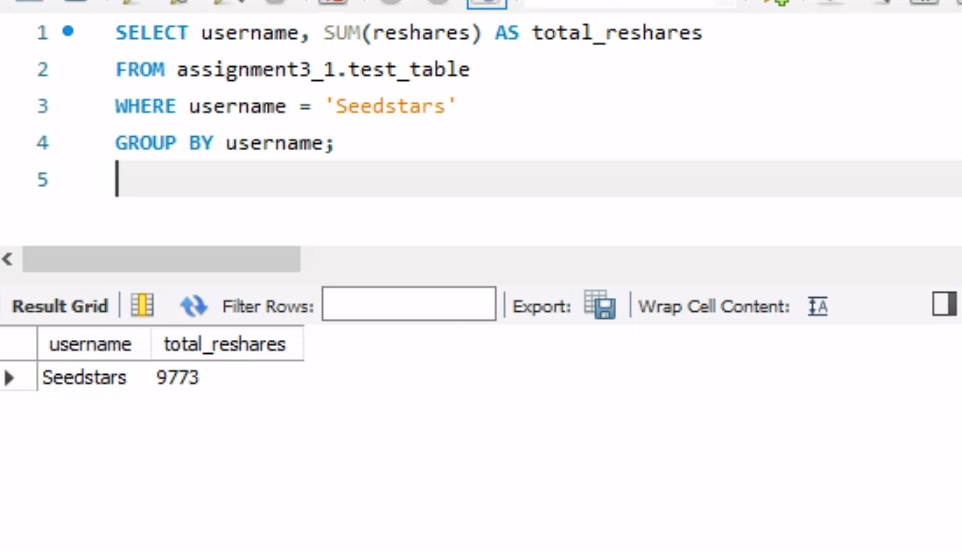 1 SELECT username, SUM(reshares) AS total_reshares
2 FROM assignment3_1.test_table
3 WHERE username = 'Seedstars'
4 GROUP BY username;
5
Result Grid Filter Rows: Export: Wrap Cell Content: IA
username total_reshares
Seedstars 9773